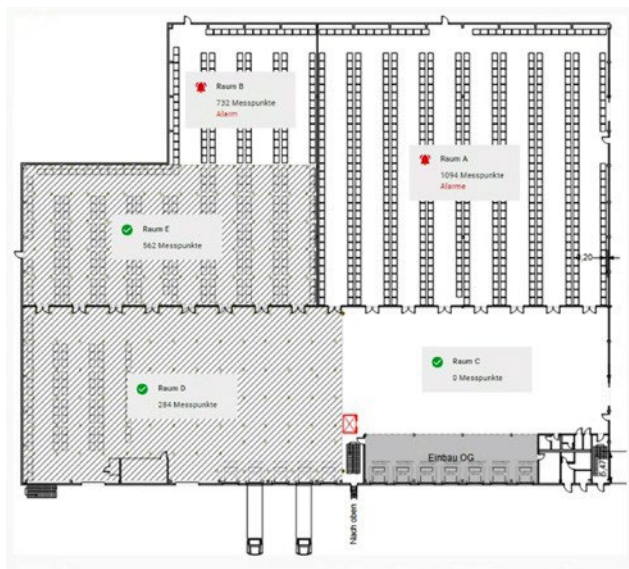 Raum B
732 Messpunkte
Alarm
Raum A
1094 Messpunkte
Alarme
Raum E
562 Messpunkte
Raum C
0 Messpunkte
Raum D
284 Messpunkte
Einbau OG
Nach oben